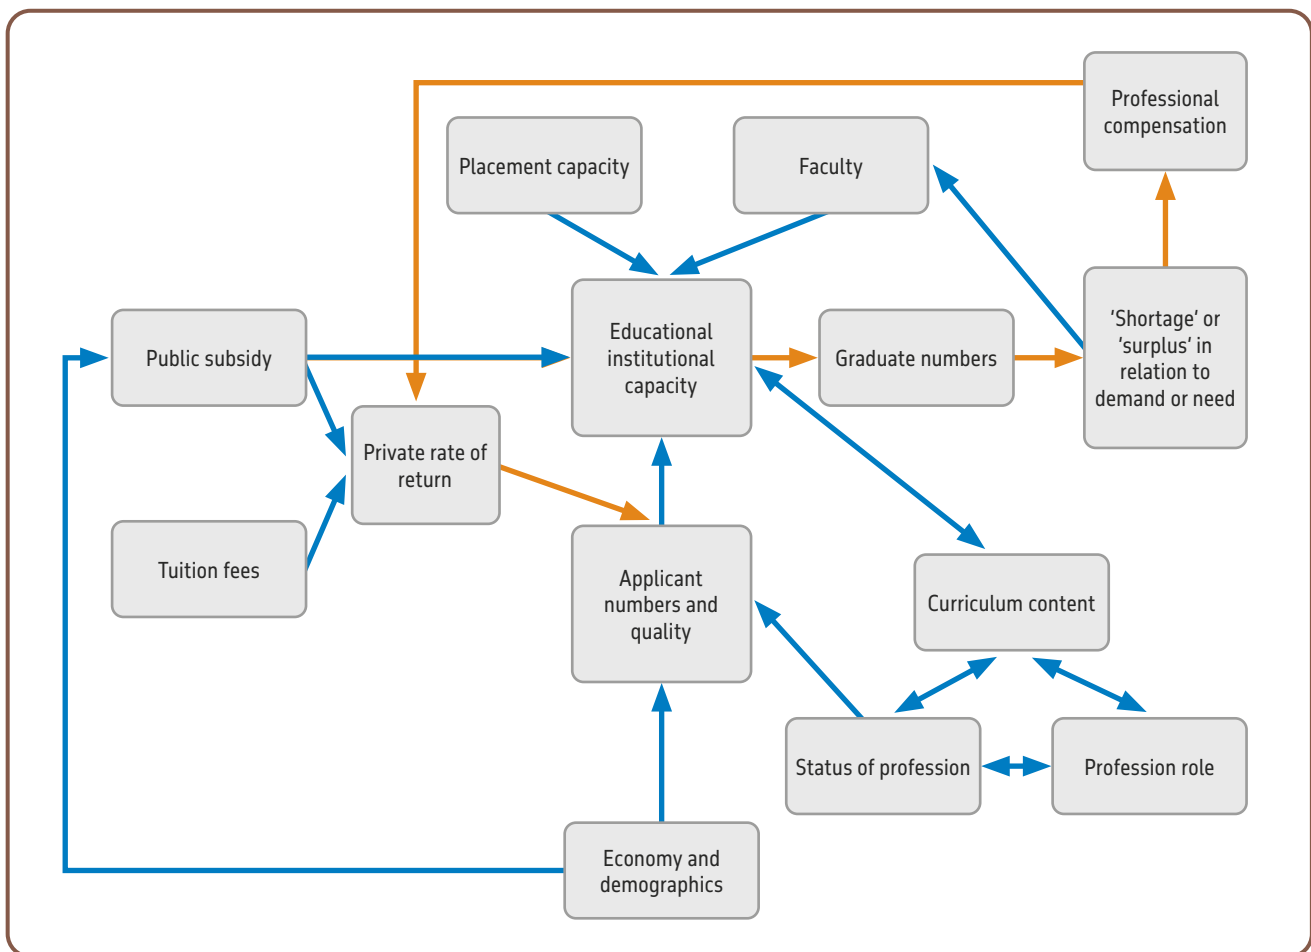 Professional
compensation
Placement capacity
Faculty
Public subsidy
Educational
institutional
capacity
Graduate numbers
‘Shortage‘ or
‘surplus‘ in
relation to
demand or need
Private rate of
return
Tuition fees
Applicant
numbers and
quality
Curriculum content
Status of profession
Profession role
Economy and
demographics